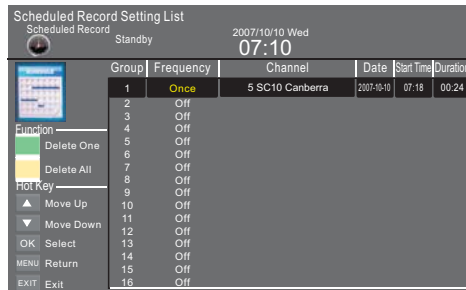 Scheduled Record Setting List
Scheduled Record
Standby
2007/10/10 Wed
07:10
Group Frequency Channel Date Start Time Duration
1 Once 5 SC10 Canberra 2007-10-10 07:18 00:24
2 Off
3 Off
4 Off
5 Off
6 Off
7 Off
8 Off
9 Off
10 Off
11 Off
12 Off
13 Off
14 Off
15 Off
16 Off
Function
Delete One
Delete All
Hot Key
Move Up
Move Down
OK Select
MENU Return
EXIT Exit